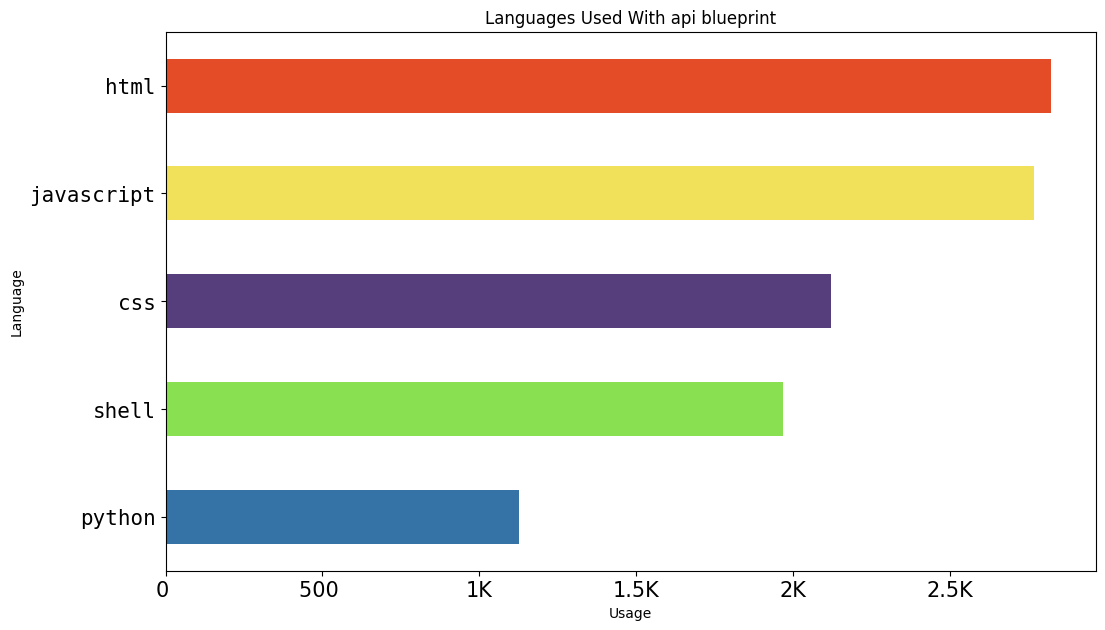 Languages Used With api blueprint
html
javascript
css
shell
python
Language
0 500 1K 1.5K 2K 2.5K
Usage